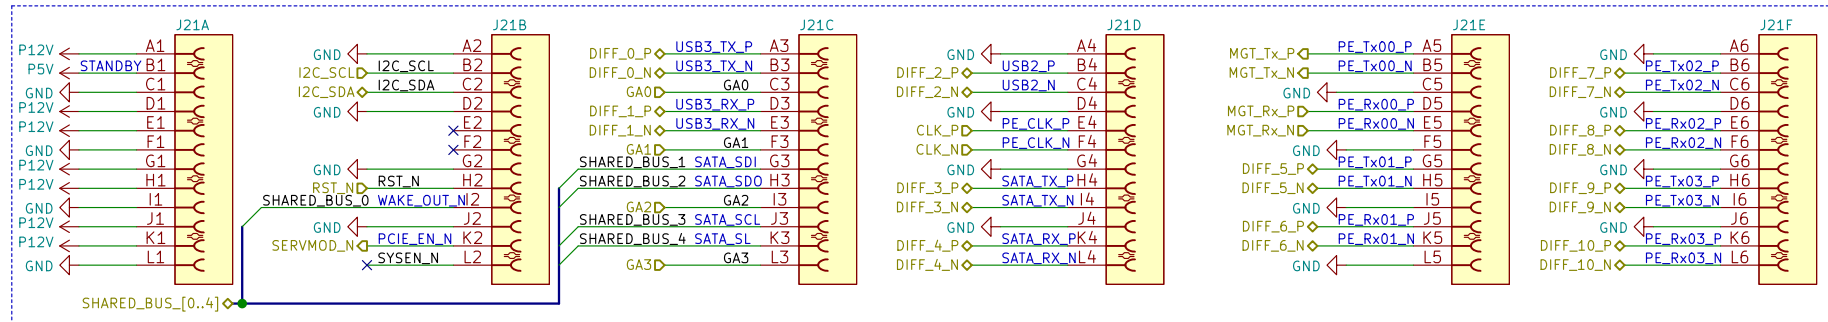 J21A
P12V A1
P5V STANDBY B1
GND C1
P12V D1
P12V E1
GND F1
P12V G1
P12V H1
GND I1
P12V J1
P12V K1
GND L1
SHARED_BUS_[0..4]
J21B
GND A2
I2C_SCL I2C_SCL B2
I2C_SDA I2C_SDA C2
GND D2
E2
F2
GND G2
RST_N RST_N H2
SHARED_BUS_0 WAKE_OUT_N I2
GND J2
SERVMOD_N PCIE_EN_N K2
SYSEN_N L2
J21C
DIFF_0_P USB3_TX_P A3
DIFF_0_N USB3_TX_N B3
GA0 GA0 C3
DIFF_1_P USB3_RX_P D3
DIFF_1_N USB3_RX_N E3
GA1 GA1 F3
SHARED_BUS_1 SATA_SDI G3
SHARED_BUS_2 SATA_SDO H3
GA2 GA2 I3
SHARED_BUS_3 SATA_SCL J3
SHARED_BUS_4 SATA_SL K3
GA3 GA3 L3
J21D
GND A4
DIFF_2_P USB2_P B4
DIFF_2_N USB2_N C4
GND D4
CLK_P PE_CLK_P E4
CLK_N PE_CLK_N F4
GND G4
DIFF_3_P SATA_TX_P H4
DIFF_3_N SATA_TX_N I4
GND J4
DIFF_4_P SATA_RX_P K4
DIFF_4_N SATA_RX_N L4
J21E
MGT_Tx_P PE_Tx00_P A5
MGT_Tx_N PE_Tx00_N B5
GND C5
MGT_Rx_P PE_Rx00_P D5
MGT_Rx_N PE_Rx00_N E5
GND F5
DIFF_5_P PE_Tx01_P G5
DIFF_5_N PE_Tx01_N H5
GND I5
DIFF_6_P PE_Rx01_P J5
DIFF_6_N PE_Rx01_N K5
GND L5
J21F
GND A6
DIFF_7_P PE_Tx02_P B6
DIFF_7_N PE_Tx02_N C6
GND D6
DIFF_8_P PE_Rx02_P E6
DIFF_8_N PE_Rx02_N F6
GND G6
DIFF_9_P PE_Tx03_P H6
DIFF_9_N PE_Tx03_N I6
GND J6
DIFF_10_P PE_Rx03_P K6
DIFF_10_N PE_Rx03_N L6